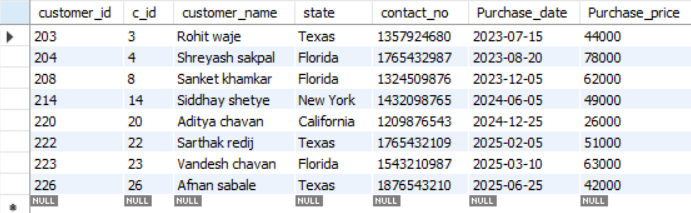 customer_id c_id customer_name state contact_no Purchase_date Purchase_price
203 3 Rohit waje Texas 1357924680 2023-07-15 44000
204 4 Shreyash sakpal Florida 1765432987 2023-08-20 78000
208 8 Sanket khamkar Florida 1324509876 2023-12-05 62000
214 14 Siddhay shetye New York 1432098765 2024-06-05 49000
220 20 Aditya chavan California 1209876543 2024-12-25 26000
222 22 Sarthak redij Texas 1765432109 2025-02-05 51000
223 23 Vandesh chavan Florida 1543210987 2025-03-10 63000
226 26 Afnan sabale Texas 1876543210 2025-06-25 42000
NULL NULL NULL NULL NULL NULL NULL